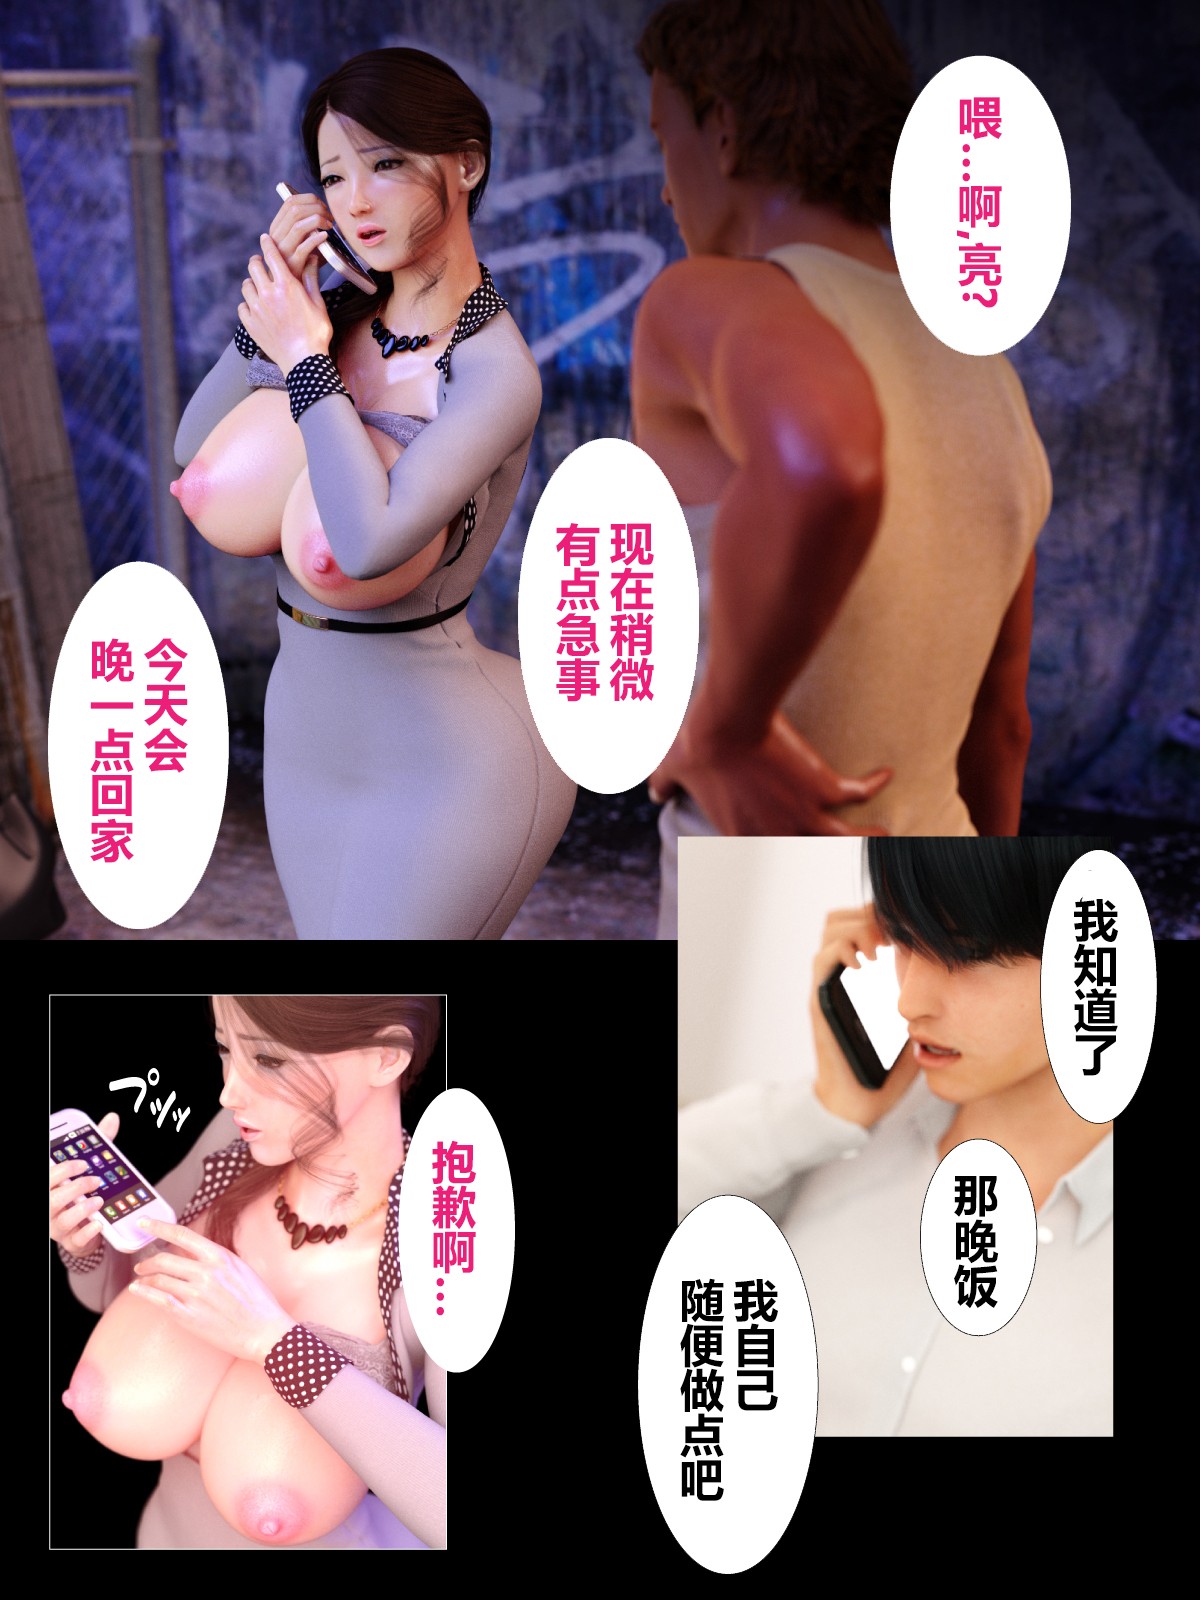 喂…啊,亮?
现在稍微
有点急事
今天会
晚一点回家
我知道了
那晚饭
我自己
随便做点吧
抱歉啊…
プツッ